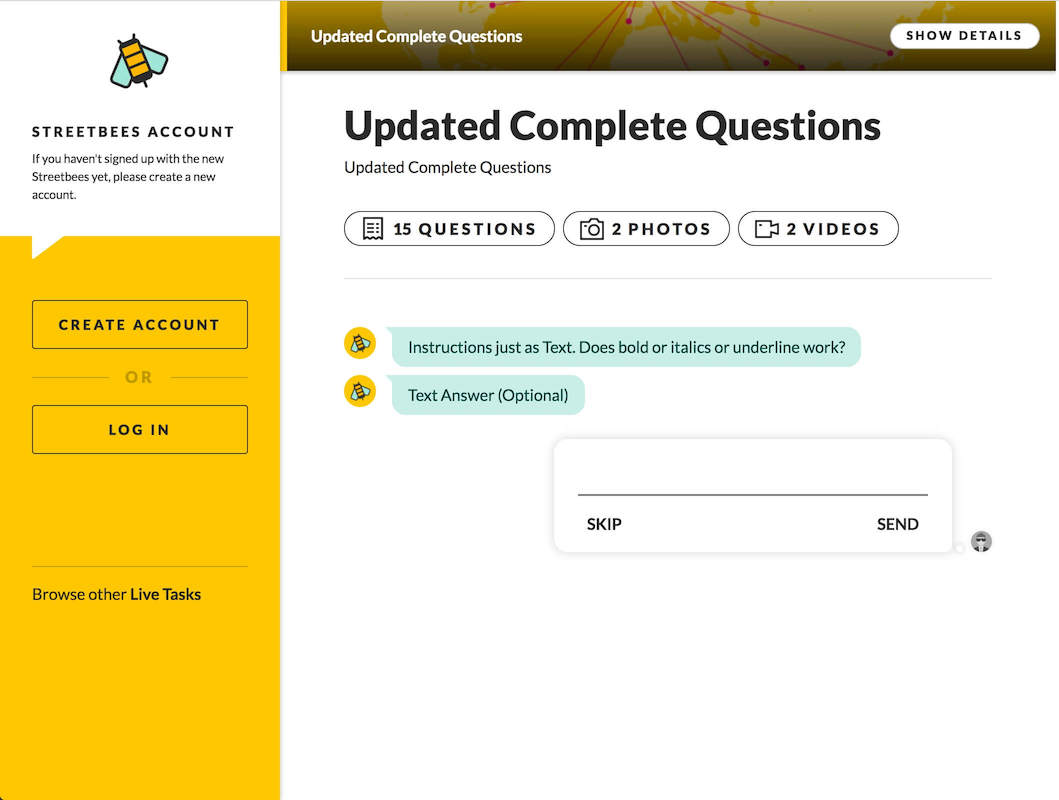 STREETBEES ACCOUNT
If you haven't signed up with the new
Streetbees yet, please create a new
account.
CREATE ACCOUNT
OR
LOG IN
Browse other Live Tasks
Updated Complete Questions
SHOW DETAILS
Updated Complete Questions
Updated Complete Questions
15 QUESTIONS
2 PHOTOS
2 VIDEOS
Instructions just as Text. Does bold or italics or underline work?
Text Answer (Optional)
SKIP
SEND